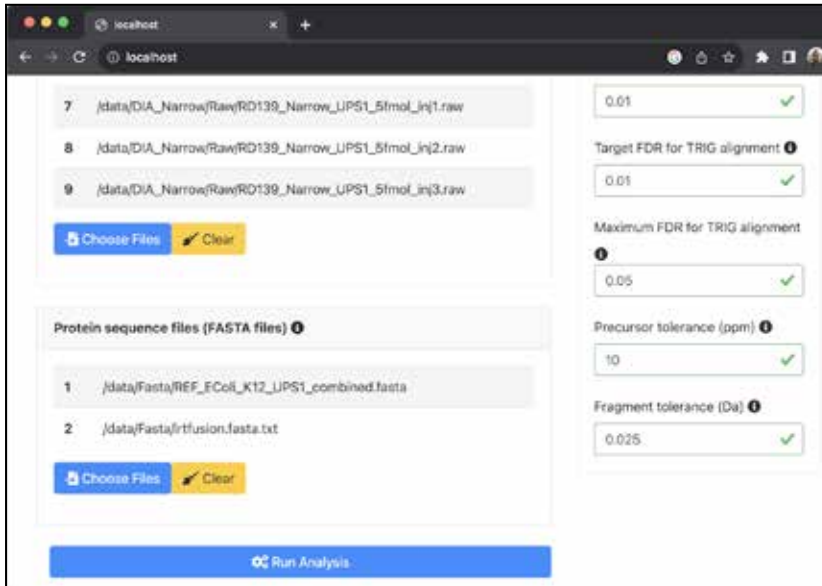 localhost
localhost
7 /data/DIA_Narrow/Raw/RD139_Narrow_UPS1_5fmol_inj1.raw
8 /data/DIA_Narrow/Raw/RD139_Narrow_UPS1_5fmol_inj2.raw
9 /data/DIA_Narrow/Raw/RD139_Narrow_UPS1_5fmol_inj3.raw
Choose Files Clear
Protein sequence files (FASTA files)
1 /data/Fasta/REF_EColi_K12_UPS1_combined.fasta
2 /data/Fasta/irtfusion.fasta.txt
Choose Files Clear
Run Analysis
0.01
Target FDR for TRIG alignment
0.01
Maximum FDR for TRIG alignment
0.05
Precursor tolerance (ppm)
10
Fragment tolerance (Da)
0.025